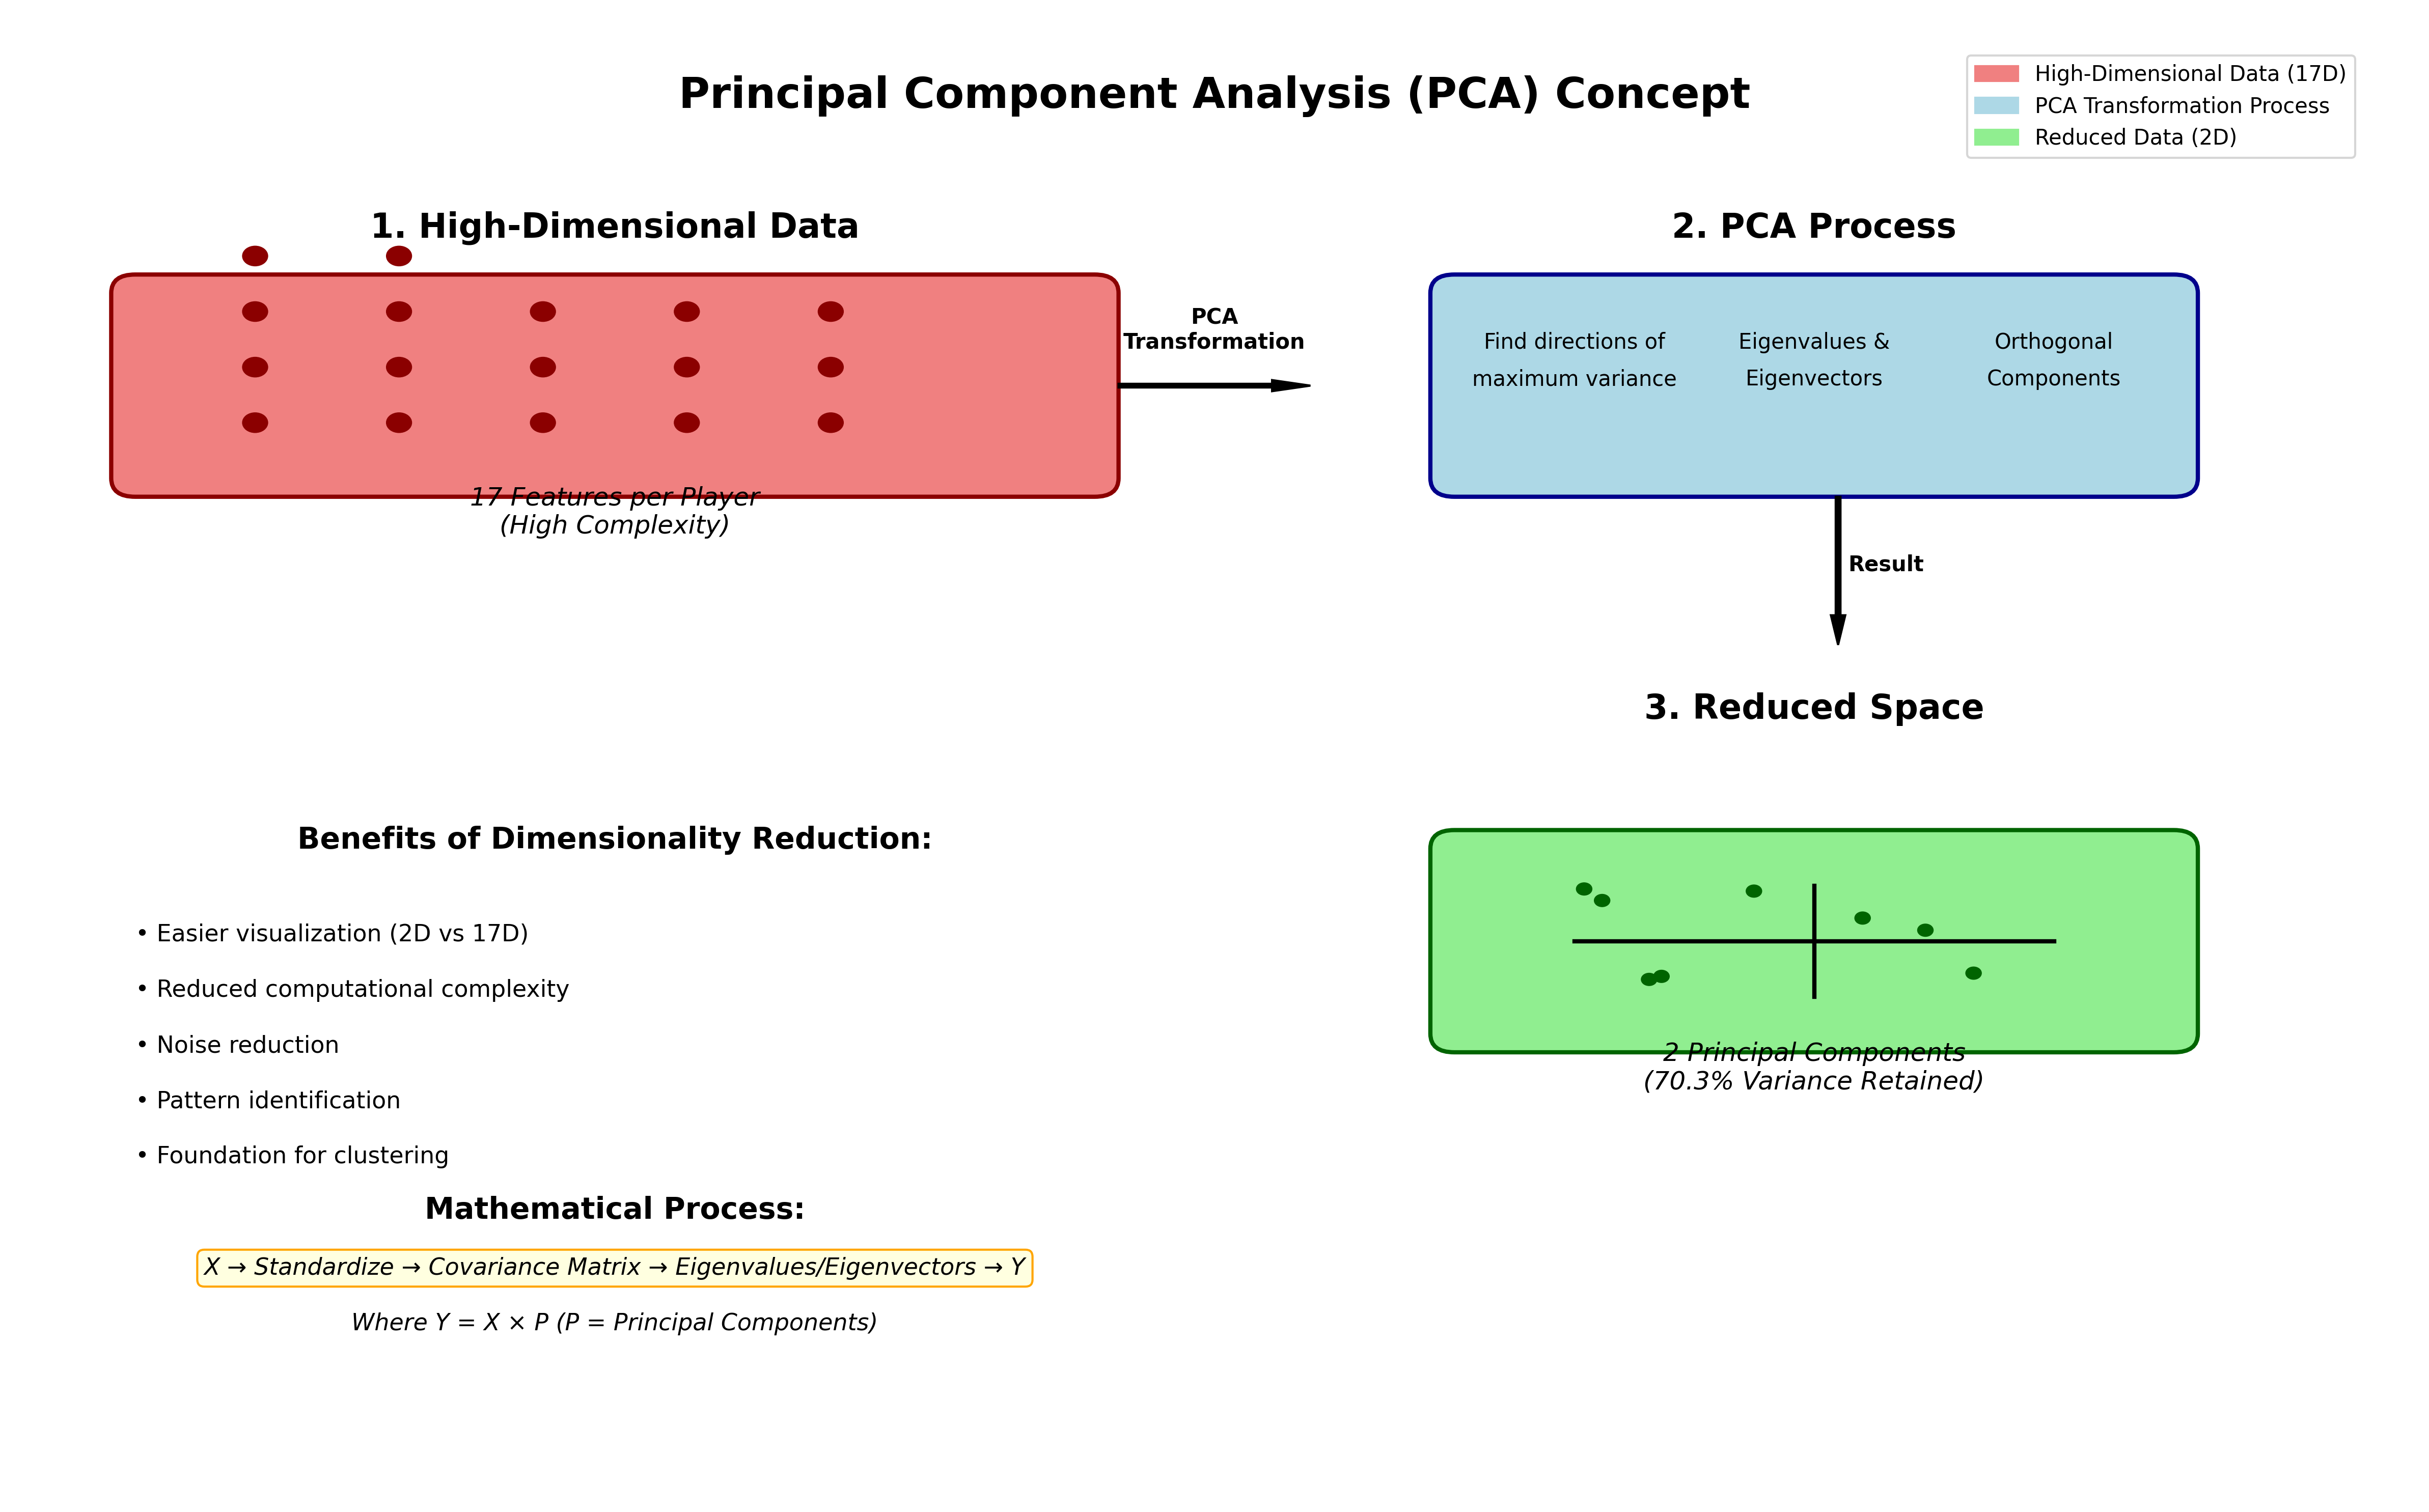 Principal Component Analysis (PCA) Concept
High-Dimensional Data (17D)
PCA Transformation Process
Reduced Data (2D)
1. High-Dimensional Data
17 Features per Player
(High Complexity)
PCA
Transformation
2. PCA Process
Find directions of
maximum variance
Eigenvalues &
Eigenvectors
Orthogonal
Components
Result
3. Reduced Space
2 Principal Components
(70.3% Variance Retained)
Benefits of Dimensionality Reduction:
• Easier visualization (2D vs 17D)
• Reduced computational complexity
• Noise reduction
• Pattern identification
• Foundation for clustering
Mathematical Process:
X → Standardize → Covariance Matrix → Eigenvalues/Eigenvectors → Y
Where Y = X × P (P = Principal Components)